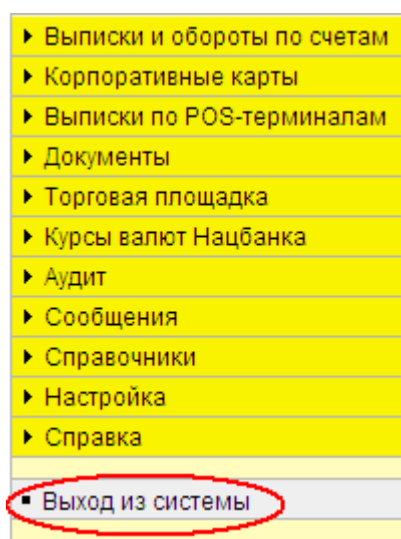 Выписки и обороты по счетам
Корпоративные карты
Выписки по POS-терминалам
Документы
Торговая площадка
Курсы валют Нацбанка
Аудит
Сообщения
Справочники
Настройка
Справка
Выход из системы